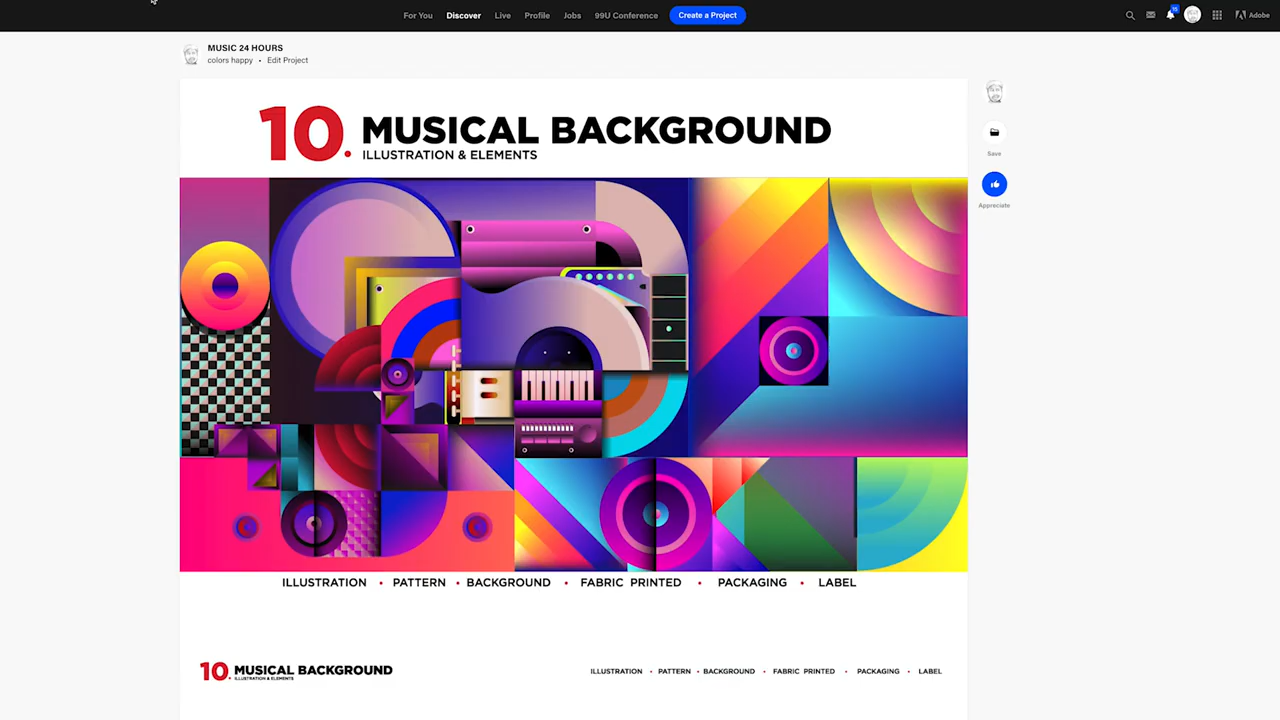 For You Discover Live Profile Jobs 99U Conference Create a Project 15 Adobe
MUSIC 24 HOURS
colors happy • Edit Project
10. MUSICAL BACKGROUND
ILLUSTRATION & ELEMENTS
Save
Appreciate
ILLUSTRATION • PATTERN • BACKGROUND • FABRIC PRINTED • PACKAGING • LABEL
10. MUSICAL BACKGROUND
ILLUSTRATION & ELEMENTS
ILLUSTRATION • PATTERN • BACKGROUND • FABRIC PRINTED • PACKAGING • LABEL